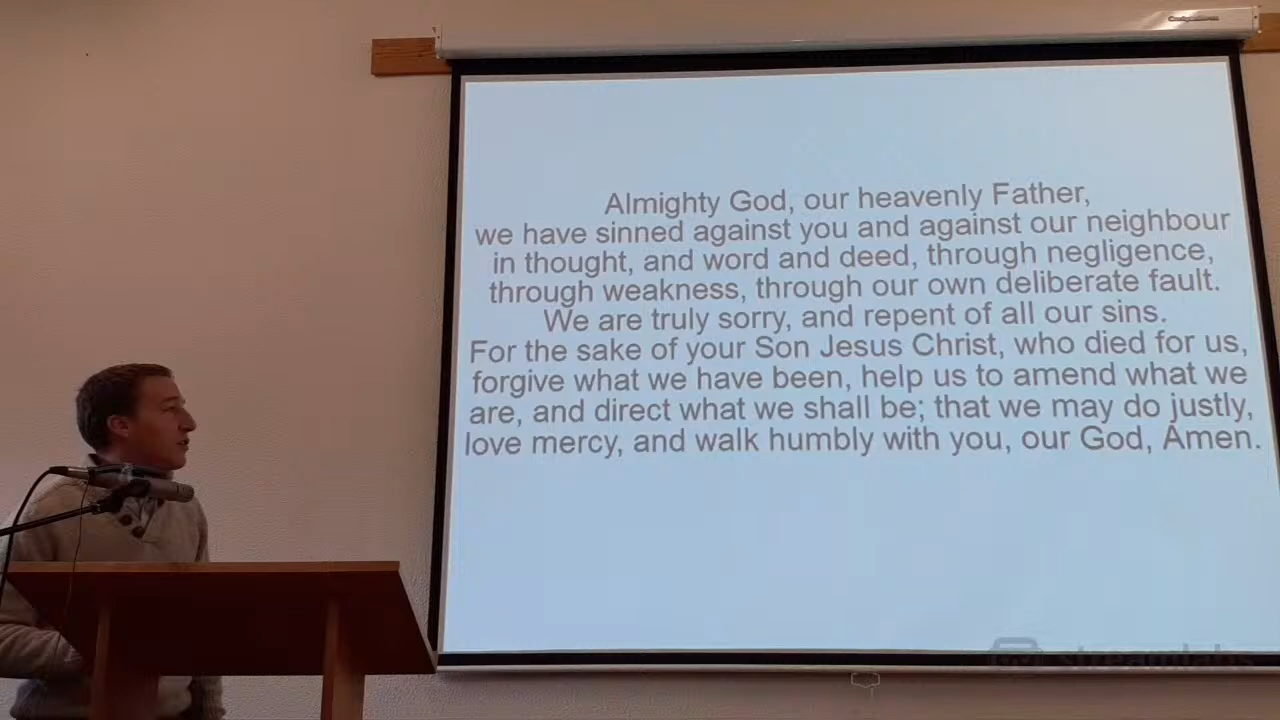 Almighty God, our heavenly Father,
we have sinned against you and against our neighbour
in thought, and word and deed, through negligence,
through weakness, through our own deliberate fault.
We are truly sorry, and repent of all our sins.
For the sake of your Son Jesus Christ, who died for us,
forgive what we have been, help us to amend what we
are, and direct what we shall be; that we may do justly,
love mercy, and walk humbly with you, our God, Amen.
streamlabs